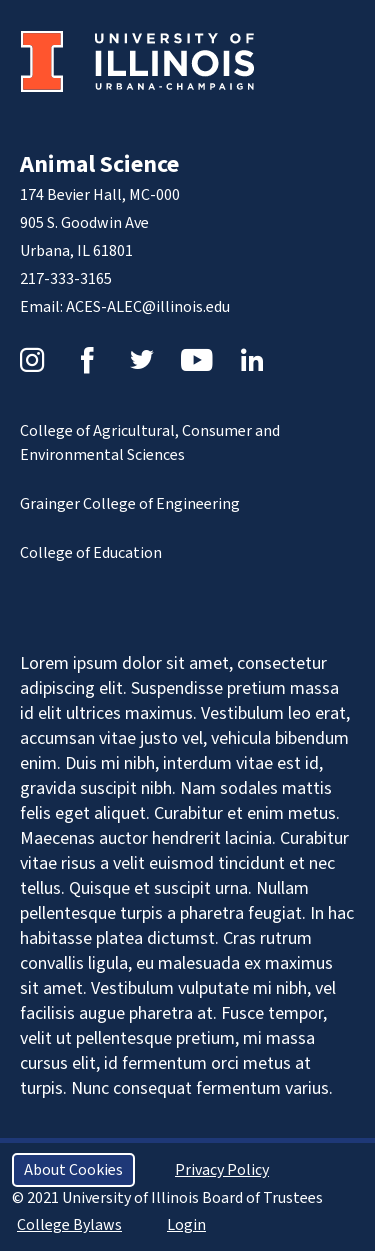 UNIVERSITY OF
ILLINOIS
URBANA-CHAMPAIGN
Animal Science
174 Bevier Hall, MC-000
905 S. Goodwin Ave
Urbana, IL 61801
217-333-3165
Email: ACES-ALEC@illinois.edu
College of Agricultural, Consumer and
Environmental Sciences
Grainger College of Engineering
College of Education
Lorem ipsum dolor sit amet, consectetur
adipiscing elit. Suspendisse pretium massa
id elit ultrices maximus. Vestibulum leo erat,
accumsan vitae justo vel, vehicula bibendum
enim. Duis mi nibh, interdum vitae est id,
gravida suscipit nibh. Nam sodales mattis
felis eget aliquet. Curabitur et enim metus.
Maecenas auctor hendrerit lacinia. Curabitur
vitae risus a velit euismod tincidunt et nec
tellus. Quisque et suscipit urna. Nullam
pellentesque turpis a pharetra feugiat. In hac
habitasse platea dictumst. Cras rutrum
convallis ligula, eu malesuada ex maximus
sit amet. Vestibulum vulputate mi nibh, vel
facilisis augue pharetra at. Fusce tempor,
velit ut pellentesque pretium, mi massa
cursus elit, id fermentum orci metus at
turpis. Nunc consequat fermentum varius.
About Cookies Privacy Policy
© 2021 University of Illinois Board of Trustees
College Bylaws Login